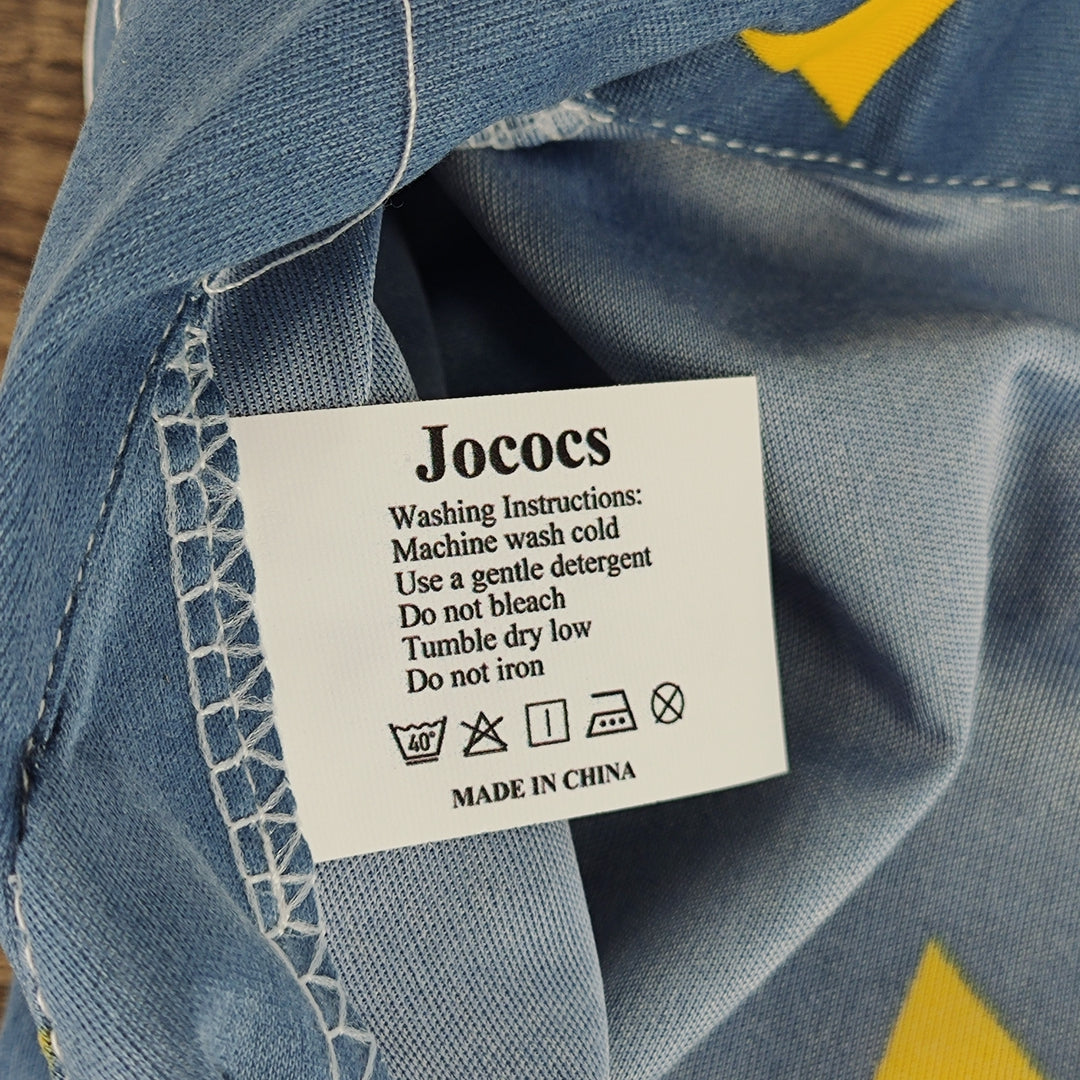 Jococs
Washing Instructions:
Machine wash cold
Use a gentle detergent
Do not bleach
Tumble dry low
Do not iron
40°
MADE IN CHINA